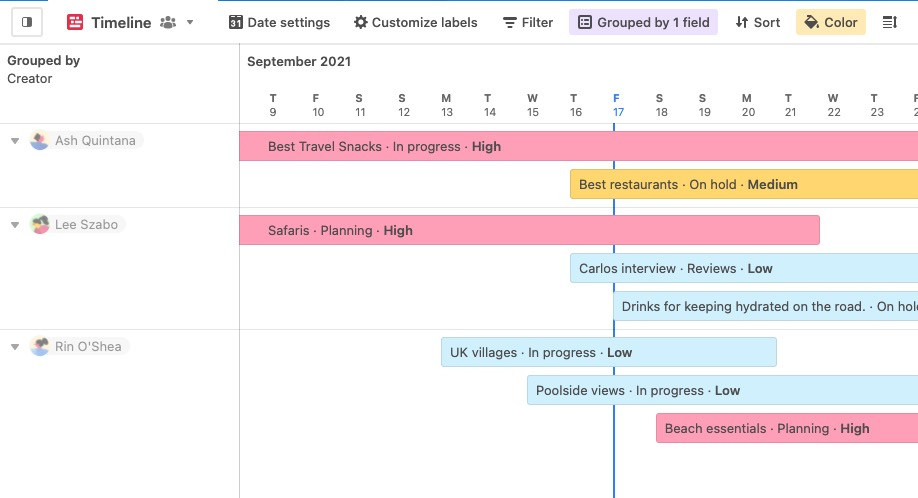 Timeline
31 Date settings
Customize labels
Filter
Grouped by 1 field
Sort
Color
Grouped by
Creator
September 2021
T F S S M T W T F S S M T W T F
9 10 11 12 13 14 15 16 17 18 19 20 21 22 23 2
Ash Quintana
Best Travel Snacks · In progress · High
Best restaurants · On hold · Medium
Lee Szabo
Safaris · Planning · High
Carlos interview · Reviews · Low
Drinks for keeping hydrated on the road. · On hol
Rin O'Shea
UK villages · In progress · Low
Poolside views · In progress · Low
Beach essentials · Planning · High